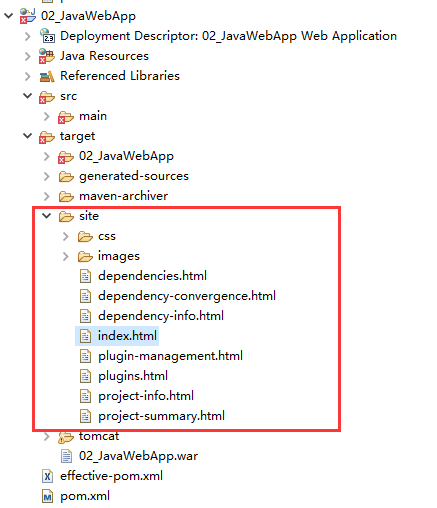 02_JavaWebApp
Deployment Descriptor: 02_JavaWebApp Web Application
Java Resources
Referenced Libraries
src
main
target
02_JavaWebApp
generated-sources
maven-archiver
site
css
images
dependencies.html
dependency-convergence.html
dependency-info.html
index.html
plugin-management.html
plugins.html
project-info.html
project-summary.html
tomcat
02_JavaWebApp.war
effective-pom.xml
pom.xml